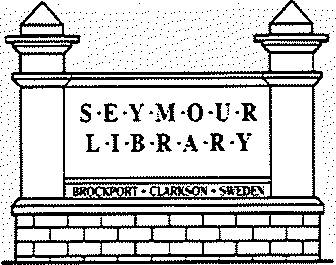 S·E·Y·M·O·U·R
L·I·B·R·A·R·Y
BROCKPORT • CLARKSON • SWEDEN